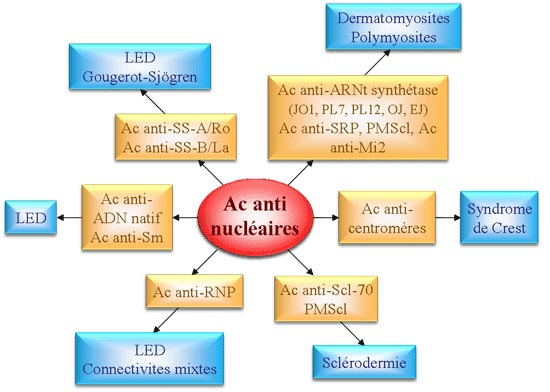 Dermatomyosites
Polymyosites
LED
Gougerot-Sjögren
Ac anti-ARNt synthétase
(JO1, PL7, PL12, OJ, EJ)
Ac anti-SRP, PMScl, Ac
anti-Mi2
Ac anti-SS-A/Ro
Ac anti-SS-B/La
LED
Ac anti-
ADN natif
Ac anti-Sm
Ac anti
nucléaires
Ac anti-
centromères
Syndrome
de Crest
Ac anti-RNP
Ac anti-Scl-70
PMScl
LED
Connectivites mixtes
Sclérodermie